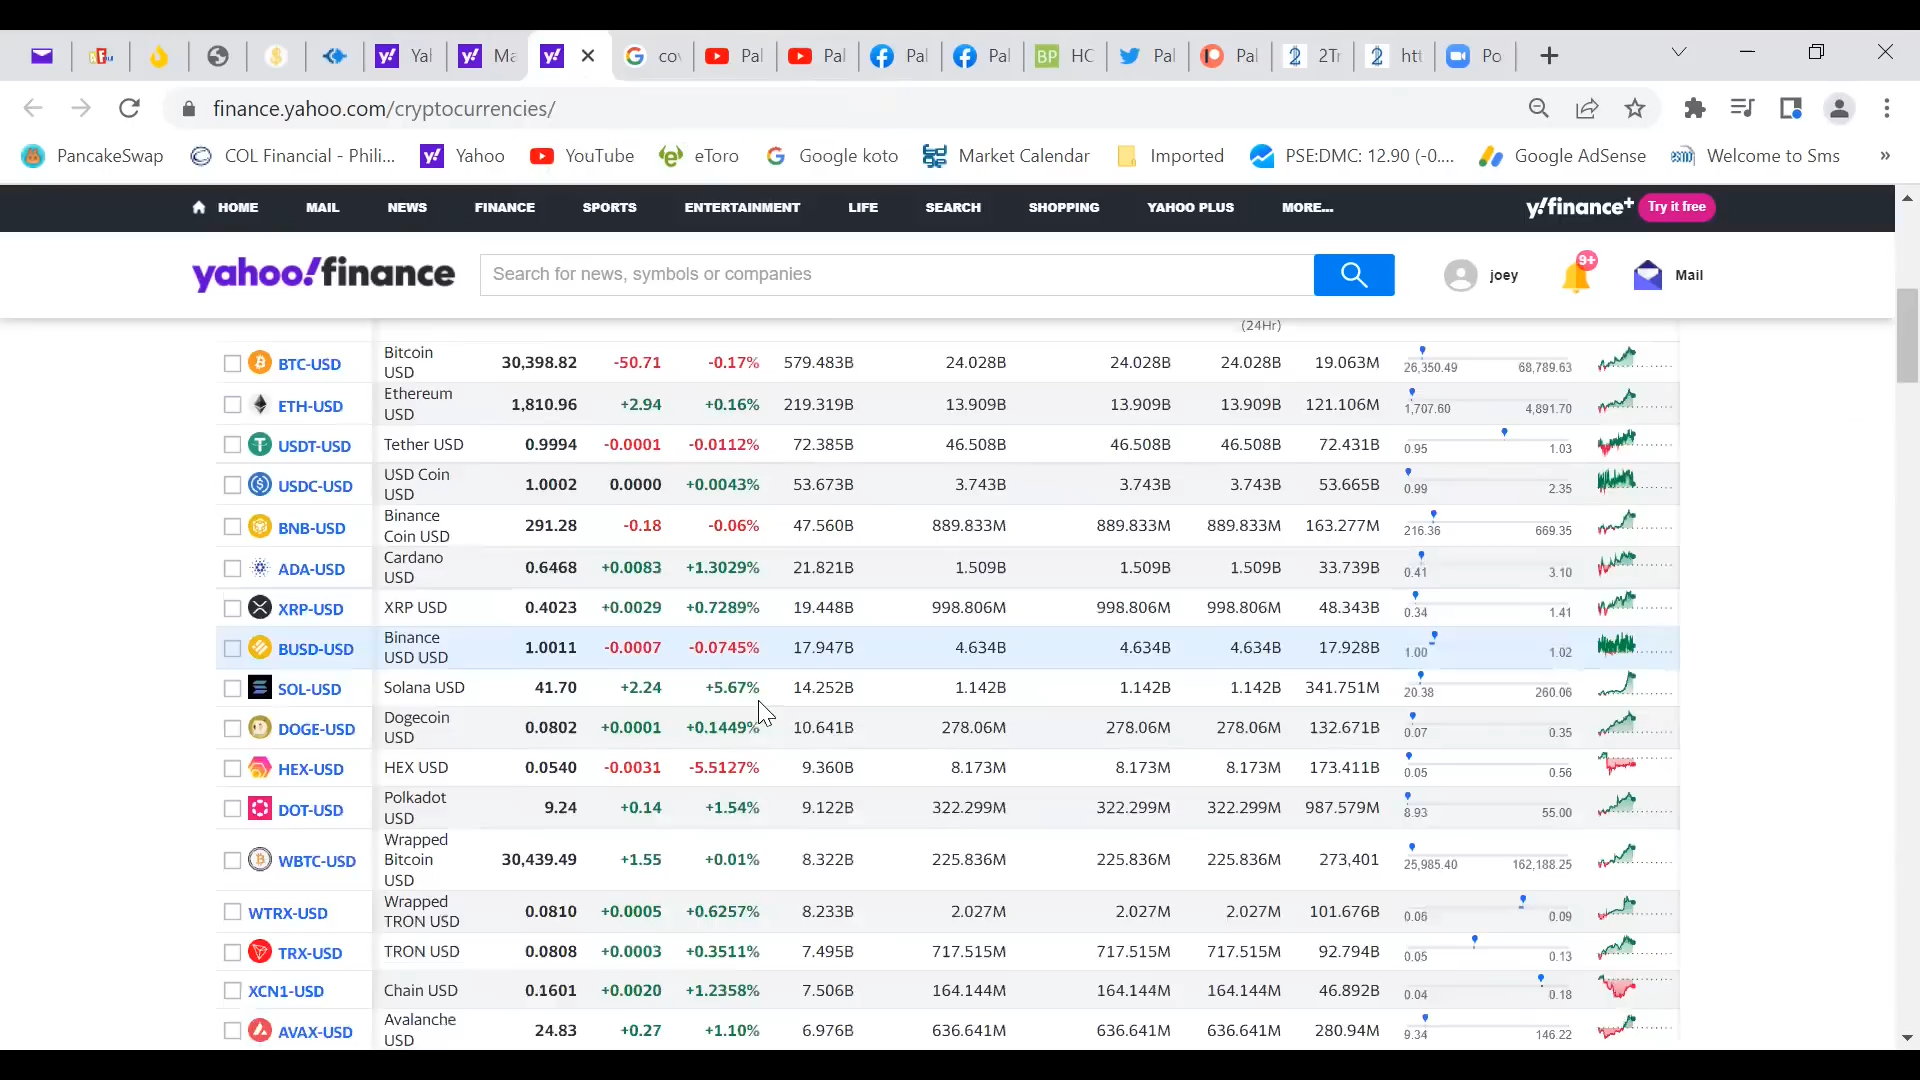 Yal
Ma
cov
Pal
Pal
Pal
Pal
BP HC
Pal
Pal
2Tr
htt
Po
finance.yahoo.com/cryptocurrencies/
PancakeSwap COL Financial - Phili... Yahoo YouTube eToro Google koto Market Calendar Imported PSE:DMC: 12.90 (-0.... Google AdSense Welcome to Sms »
HOME MAIL NEWS FINANCE SPORTS ENTERTAINMENT LIFE SEARCH SHOPPING YAHOO PLUS MORE... y!finance+ Try it free
yahoo!finance Search for news, symbols or companies joey 9+ Mail
(24Hr)
BTC-USD Bitcoin USD 30,398.82 -50.71 -0.17% 579.483B 24.028B 24.028B 24.028B 19.063M 26,350.49 68,789.63
ETH-USD Ethereum USD 1,810.96 +2.94 +0.16% 219.319B 13.909B 13.909B 13.909B 121.106M 1,707.60 4,891.70
USDT-USD Tether USD 0.9994 -0.0001 -0.0112% 72.385B 46.508B 46.508B 46.508B 72.431B 0.95 1.03
USDC-USD USD Coin USD 1.0002 0.0000 +0.0043% 53.673B 3.743B 3.743B 3.743B 53.665B 0.99 2.35
BNB-USD Binance Coin USD 291.28 -0.18 -0.06% 47.560B 889.833M 889.833M 889.833M 163.277M 216.36 669.35
ADA-USD Cardano USD 0.6468 +0.0083 +1.3029% 21.821B 1.509B 1.509B 1.509B 33.739B 0.41 3.10
XRP-USD XRP USD 0.4023 +0.0029 +0.7289% 19.448B 998.806M 998.806M 998.806M 48.343B 0.34 1.41
BUSD-USD Binance USD USD 1.0011 -0.0007 -0.0745% 17.947B 4.634B 4.634B 4.634B 17.928B 1.00 1.02
SOL-USD Solana USD 41.70 +2.24 +5.67% 14.252B 1.142B 1.142B 1.142B 341.751M 20.38 260.06
DOGE-USD Dogecoin USD 0.0802 +0.0001 +0.1449% 10.641B 278.06M 278.06M 278.06M 132.671B 0.07 0.35
HEX-USD HEX USD 0.0540 -0.0031 -5.5127% 9.360B 8.173M 8.173M 8.173M 173.411B 0.05 0.56
DOT-USD Polkadot USD 9.24 +0.14 +1.54% 9.122B 322.299M 322.299M 322.299M 987.579M 8.93 55.00
WBTC-USD Wrapped Bitcoin USD 30,439.49 +1.55 +0.01% 8.322B 225.836M 225.836M 225.836M 273,401 25,985.40 162,188.25
WTRX-USD Wrapped TRON USD 0.0810 +0.0005 +0.6257% 8.233B 2.027M 2.027M 2.027M 101.676B 0.06 0.09
TRX-USD TRON USD 0.0808 +0.0003 +0.3511% 7.495B 717.515M 717.515M 717.515M 92.794B 0.05 0.13
XCN1-USD Chain USD 0.1601 +0.0020 +1.2358% 7.506B 164.144M 164.144M 164.144M 46.892B 0.04 0.18
AVAX-USD Avalanche USD 24.83 +0.27 +1.10% 6.976B 636.641M 636.641M 636.641M 280.94M 9.34 146.22